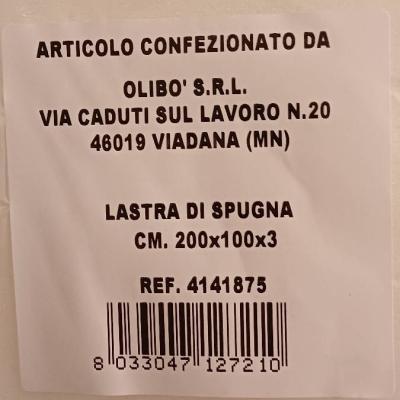 ARTICOLO CONFEZIONATO DA
OLIBO' S.R.L.
VIA CADUTI SUL LAVORO N.20
46019 VIADANA (MN)
LASTRA DI SPUGNA
CM. 200x100x3
REF. 4141875
8 033047 127210